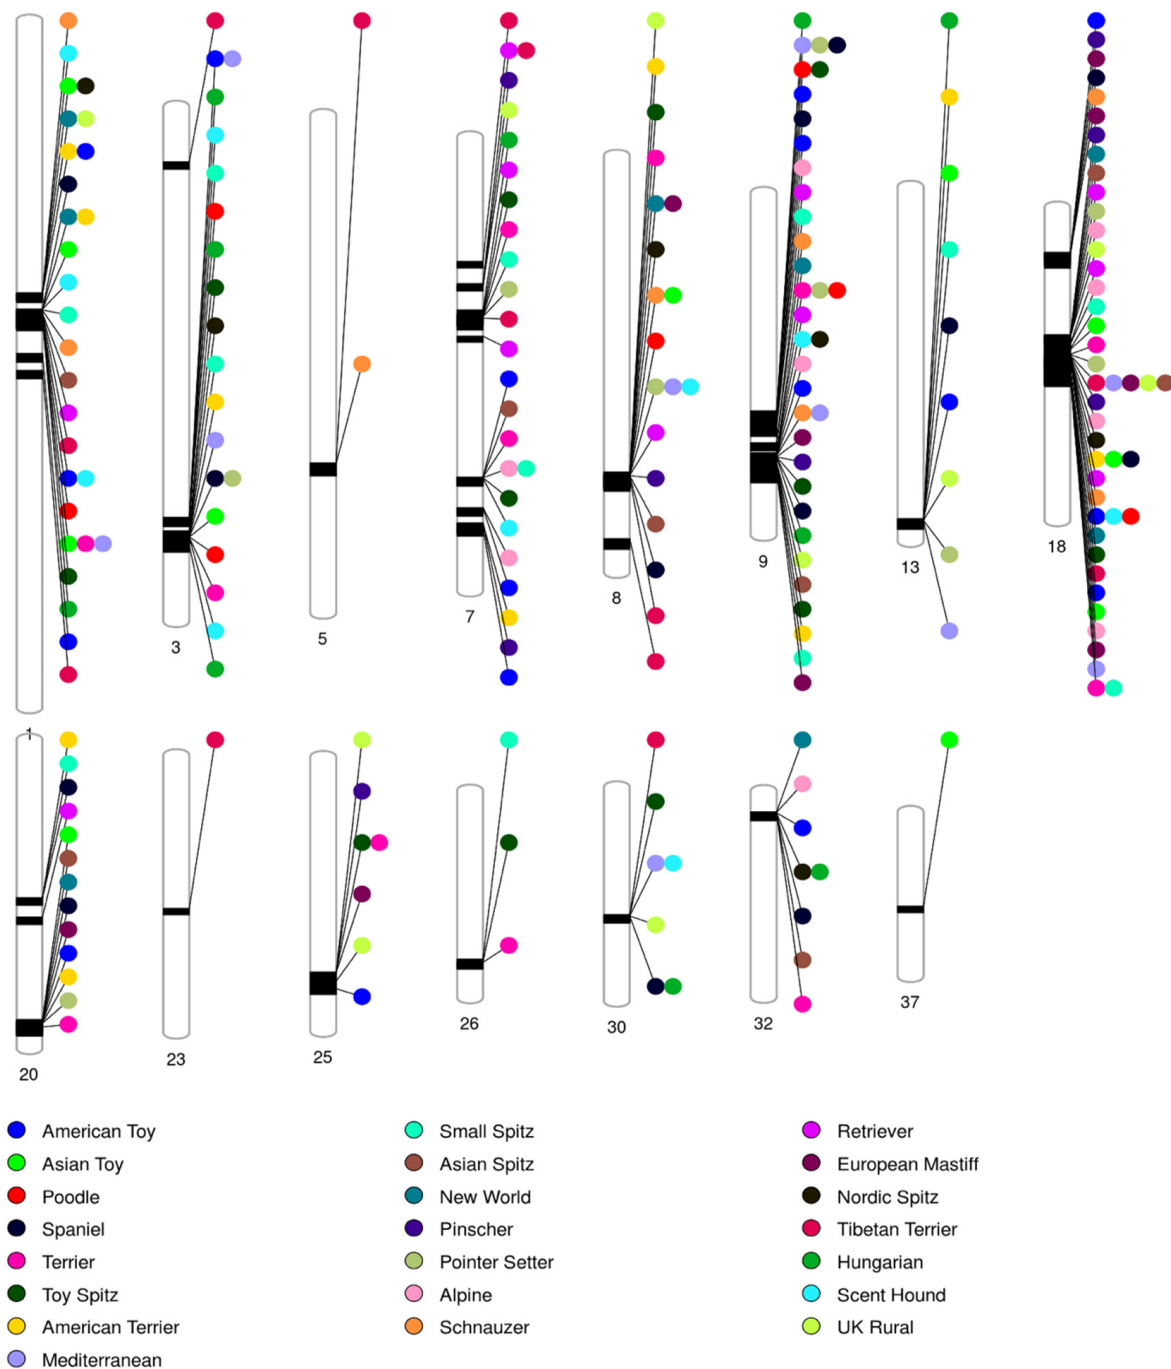 1
3
5
7
8
9
13
18
20
23
25
26
30
32
37
American Toy
Asian Toy
Poodle
Spaniel
Terrier
Toy Spitz
American Terrier
Mediterranean
Small Spitz
Asian Spitz
New World
Pinscher
Pointer Setter
Alpine
Schnauzer
Retriever
European Mastiff
Nordic Spitz
Tibetan Terrier
Hungarian
Scent Hound
UK Rural